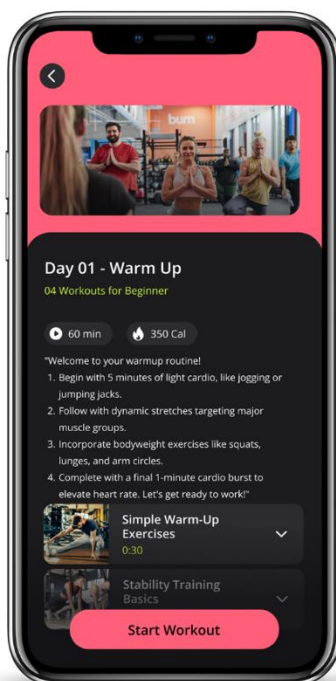 burn
Day 01 - Warm Up
04 Workouts for Beginner
60 min
350 Cal
"Welcome to your warmup routine!
1. Begin with 5 minutes of light cardio, like jogging or
jumping jacks.
2. Follow with dynamic stretches targeting major
muscle groups.
3. Incorporate bodyweight exercises like squats,
lunges, and arm circles.
4. Complete with a final 1-minute cardio burst to
elevate heart rate. Let's get ready to work!"
Simple Warm-Up
Exercises
0:30
Stability Training
Basics
Start Workout